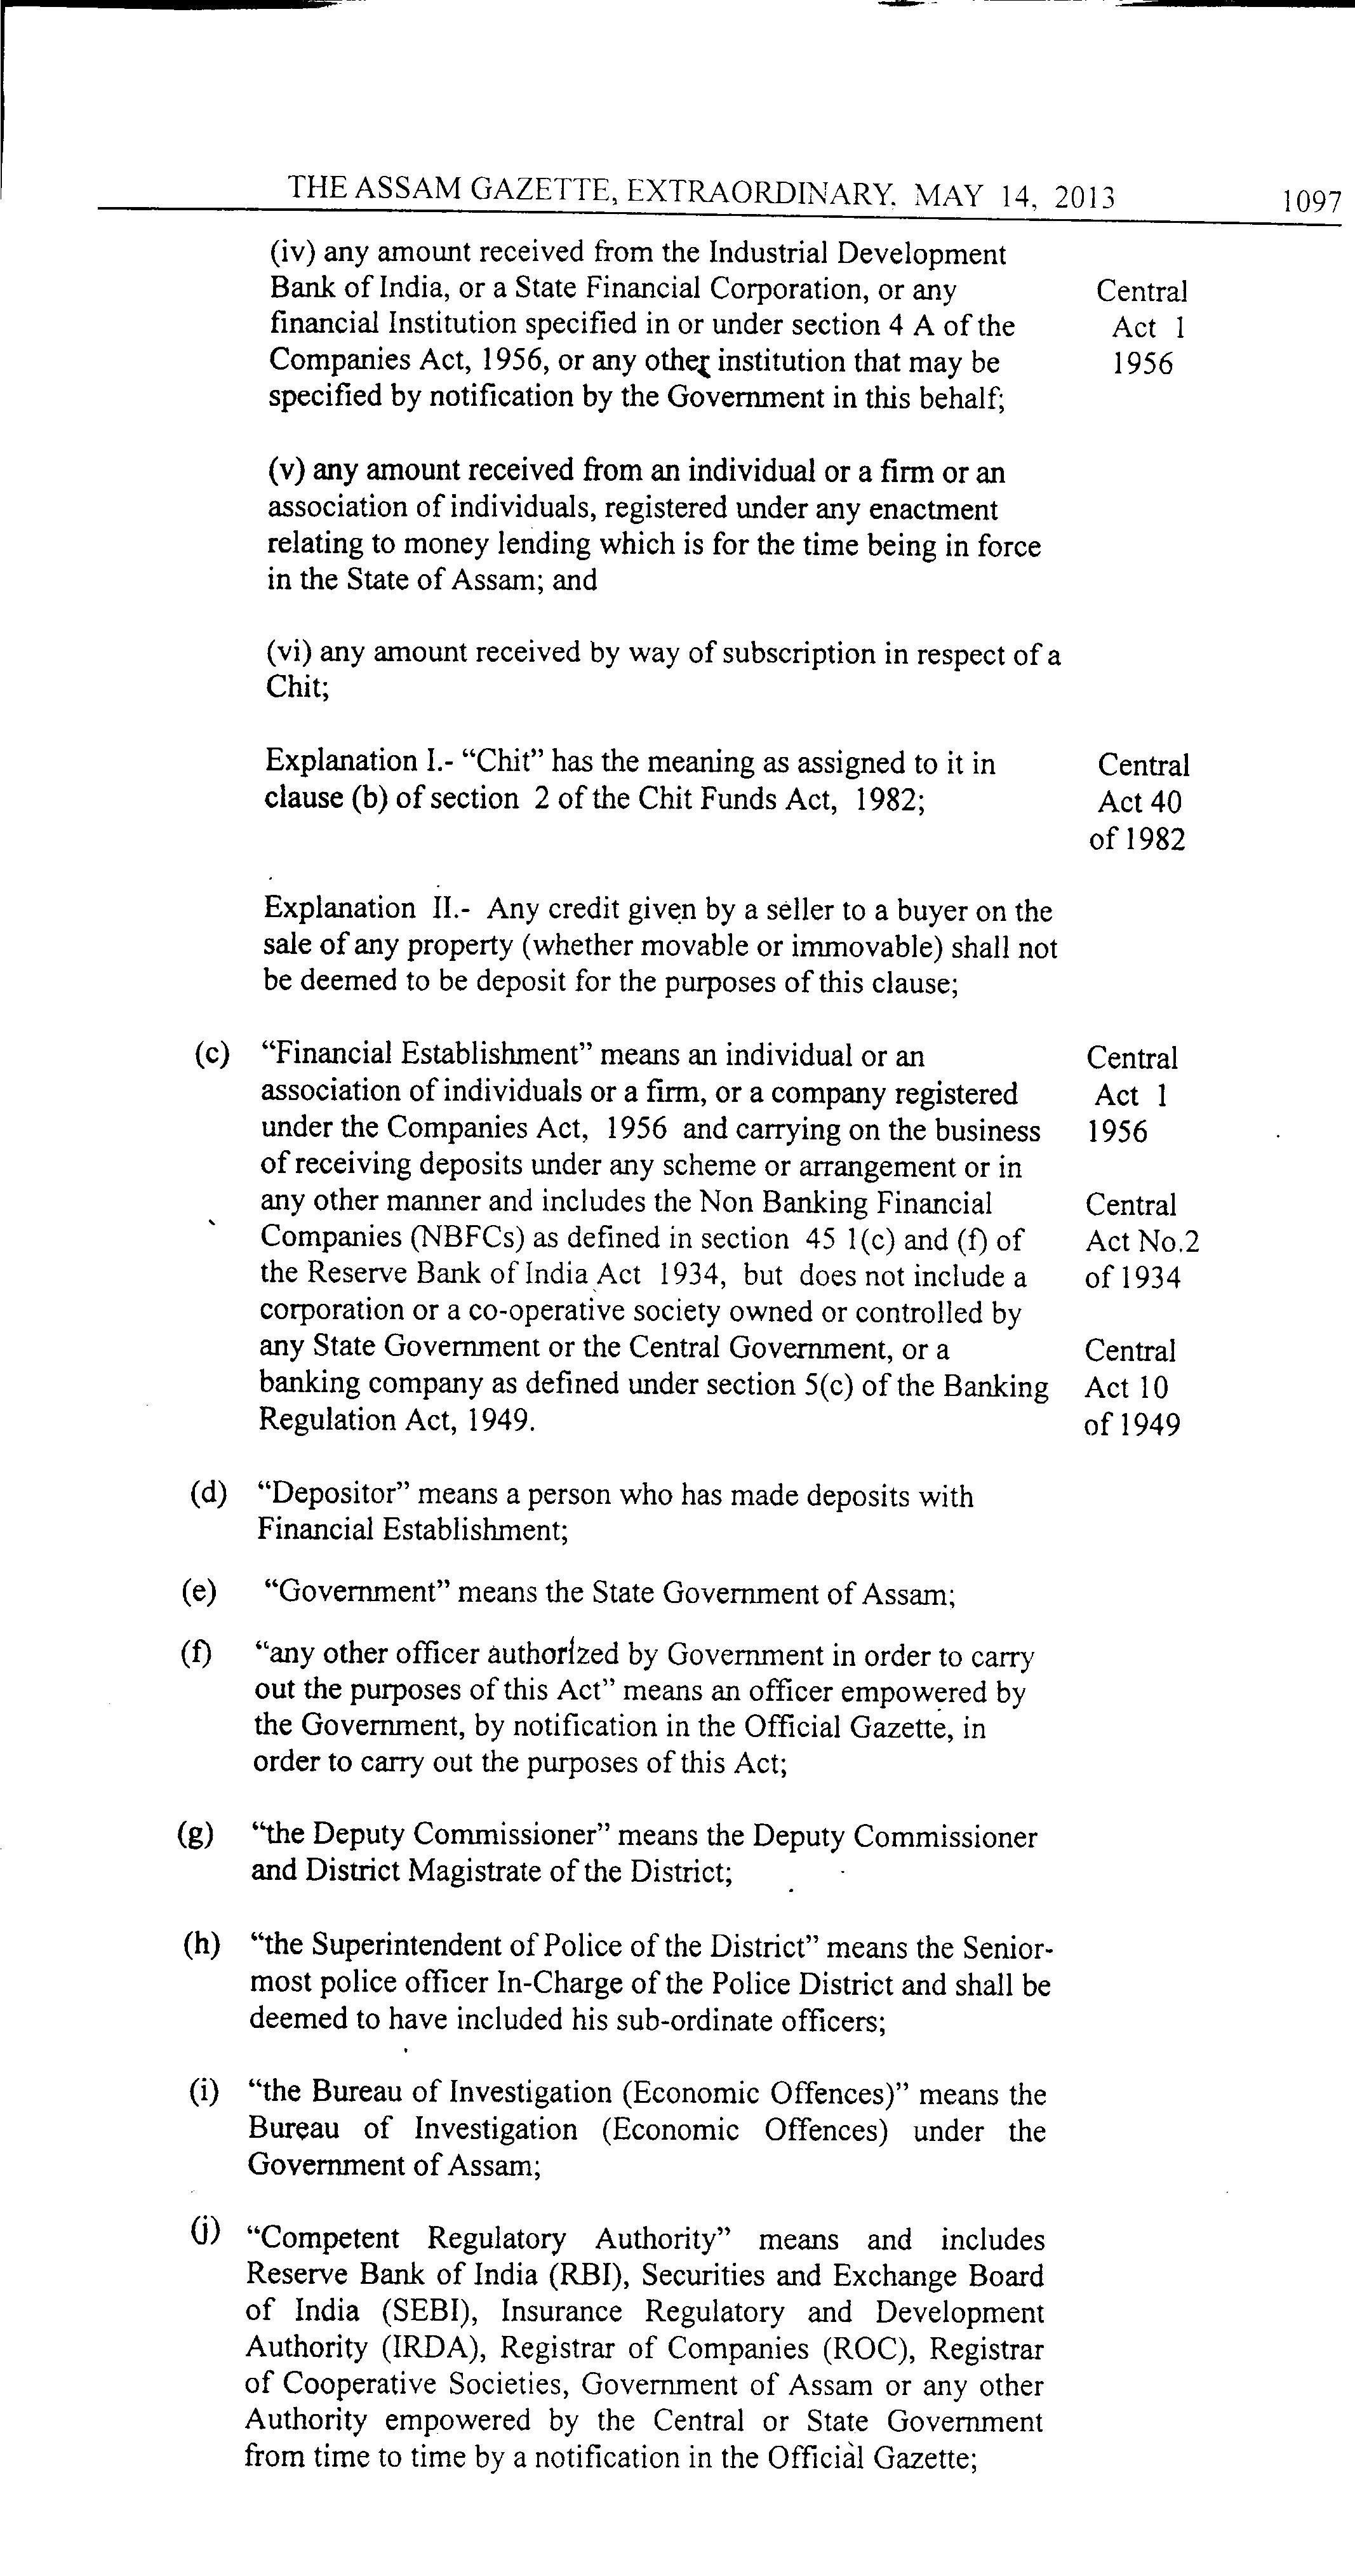 THE ASSAM GAZETTE, EXTRAORDINARY, MAY 14, 2013 1097
(iv) any amount received from the Industrial Development
Bank of India, or a State Financial Corporation, or any Central
financial Institution specified in or under section 4 A of the Act 1
Companies Act, 1956, or any other institution that may be 1956
specified by notification by the Government in this behalf;
(v) any amount received from an individual or a firm or an
association of individuals, registered under any enactment
relating to money lending which is for the time being in force
in the State of Assam; and
(vi) any amount received by way of subscription in respect of a
Chit;
Explanation I.- “Chit” has the meaning as assigned to it in Central
clause (b) of section 2 of the Chit Funds Act, 1982; Act 40
of 1982
Explanation II.- Any credit given by a seller to a buyer on the
sale of any property (whether movable or immovable) shall not
be deemed to be deposit for the purposes of this clause;
(c) “Financial Establishment” means an individual or an Central
association of individuals or a firm, or a company registered Act 1
under the Companies Act, 1956 and carrying on the business 1956
of receiving deposits under any scheme or arrangement or in
any other manner and includes the Non Banking Financial Central
Companies (NBFCs) as defined in section 45 1(c) and (f) of Act No.2
the Reserve Bank of India Act 1934, but does not include a of 1934
corporation or a co-operative society owned or controlled by
any State Government or the Central Government, or a Central
banking company as defined under section 5(c) of the Banking Act 10
Regulation Act, 1949. of 1949
(d) “Depositor” means a person who has made deposits with
Financial Establishment;
(e) “Government” means the State Government of Assam;
(f) “any other officer authorized by Government in order to carry
out the purposes of this Act” means an officer empowered by
the Government, by notification in the Official Gazette, in
order to carry out the purposes of this Act;
(g) “the Deputy Commissioner” means the Deputy Commissioner
and District Magistrate of the District;
(h) “the Superintendent of Police of the District” means the Senior-
most police officer In-Charge of the Police District and shall be
deemed to have included his sub-ordinate officers;
(i) “the Bureau of Investigation (Economic Offences)” means the
Bureau of Investigation (Economic Offences) under the
Government of Assam;
(j) “Competent Regulatory Authority” means and includes
Reserve Bank of India (RBI), Securities and Exchange Board
of India (SEBI), Insurance Regulatory and Development
Authority (IRDA), Registrar of Companies (ROC), Registrar
of Cooperative Societies, Government of Assam or any other
Authority empowered by the Central or State Government
from time to time by a notification in the Official Gazette;